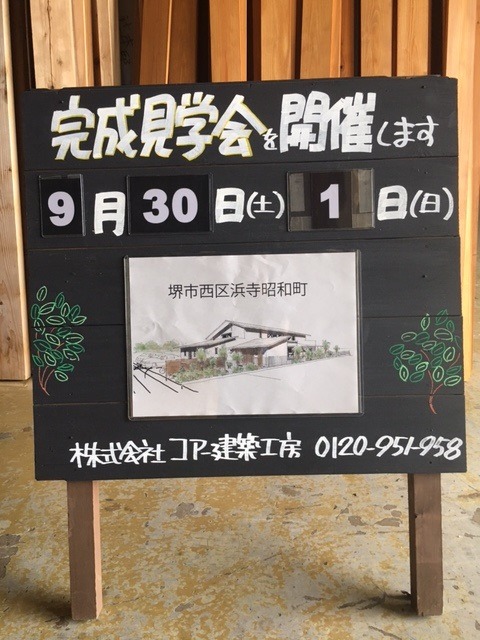 完成見学会を開催します
9月30日(土) 1日(日)
堺市西区浜寺昭和町
株式会社コアー建築工房 0120-951-958